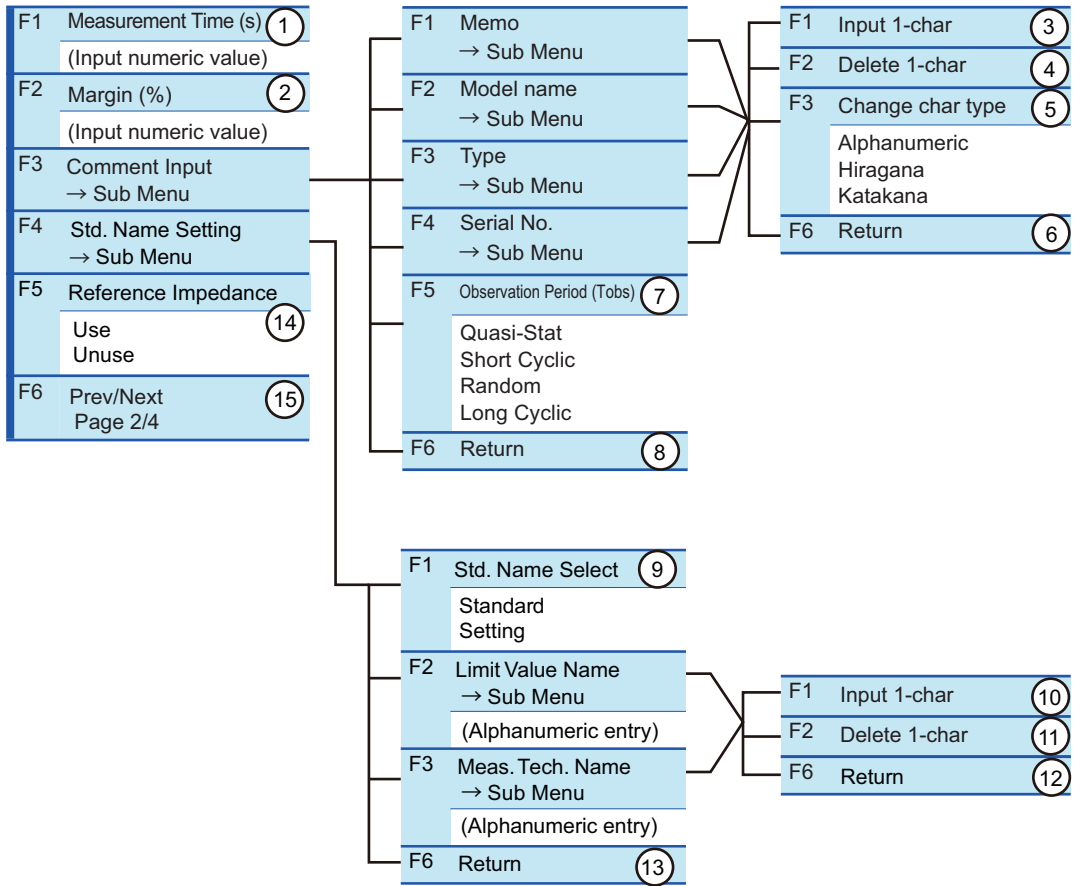 F1 Measurement Time (s) 1
(Input numeric value)
F2 Margin (%) 2
(Input numeric value)
F3 Comment Input
→ Sub Menu
F4 Std. Name Setting
→ Sub Menu
F5 Reference Impedance
14
Use
Unuse
F6 Prev/Next 15
Page 2/4
F1 Memo
→ Sub Menu
F2 Model name
→ Sub Menu
F3 Type
→ Sub Menu
F4 Serial No.
→ Sub Menu
F5 Observation Period (Tobs) 7
Quasi-Stat
Short Cyclic
Random
Long Cyclic
F6 Return 8
F1 Input 1-char 3
F2 Delete 1-char 4
F3 Change char type 5
Alphanumeric
Hiragana
Katakana
F6 Return 6
F1 Std. Name Select 9
Standard
Setting
F2 Limit Value Name
→ Sub Menu
(Alphanumeric entry)
F3 Meas. Tech. Name
→ Sub Menu
(Alphanumeric entry)
F6 Return 13
F1 Input 1-char 10
F2 Delete 1-char 11
F6 Return 12